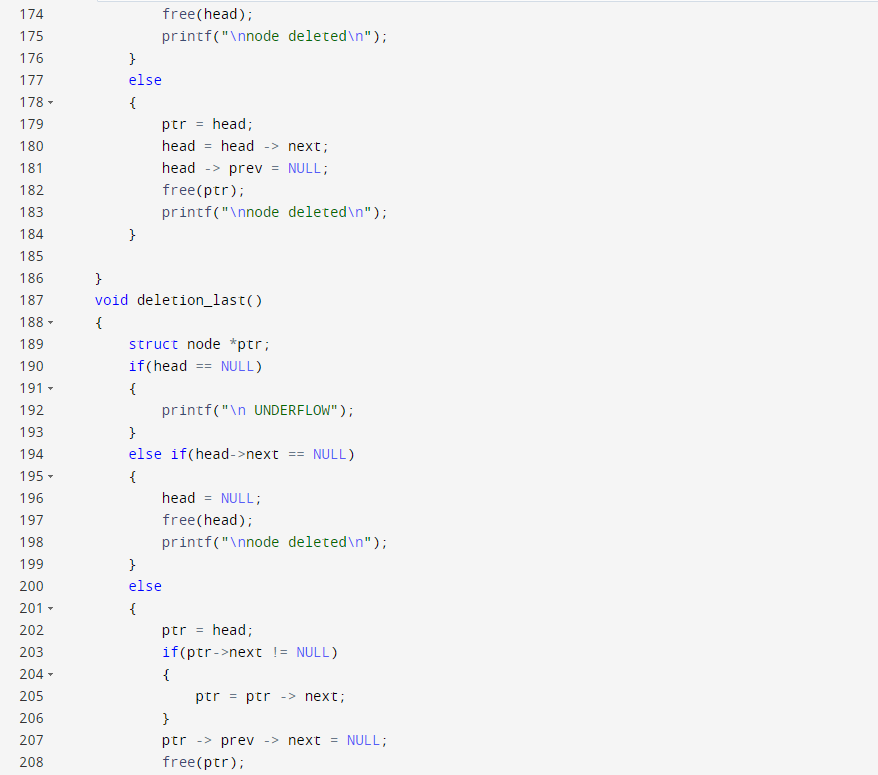 174             free(head);
175             printf("\nnode deleted\n");
176         }
177         else
178         {
179             ptr = head;
180             head = head -> next;
181             head -> prev = NULL;
182             free(ptr);
183             printf("\nnode deleted\n");
184         }
185
186     }
187     void deletion_last()
188     {
189         struct node *ptr;
190         if(head == NULL)
191         {
192             printf("\n UNDERFLOW");
193         }
194         else if(head->next == NULL)
195         {
196             head = NULL;
197             free(head);
198             printf("\nnode deleted\n");
199         }
200         else
201         {
202             ptr = head;
203             if(ptr->next != NULL)
204             {
205                 ptr = ptr -> next;
206             }
207             ptr -> prev -> next = NULL;
208             free(ptr);